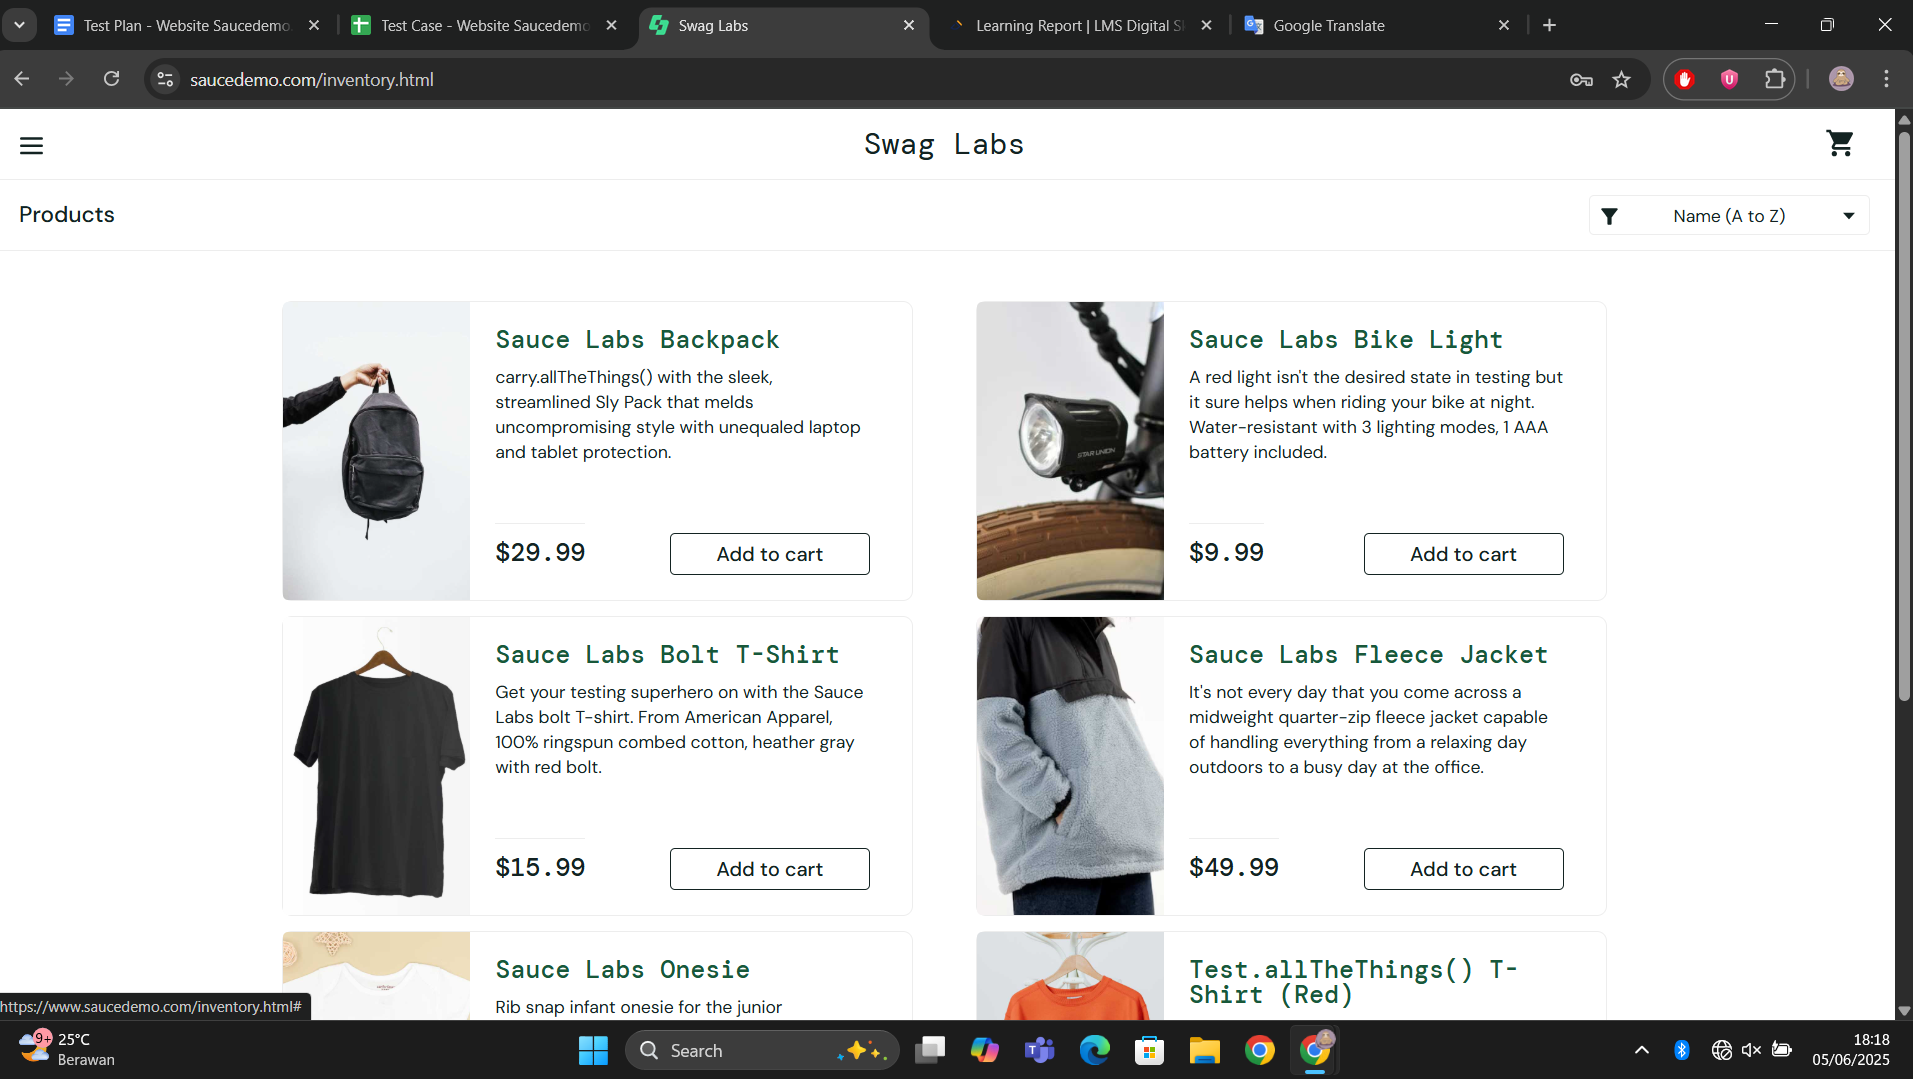 Test Plan - Website Saucedemo.
Test Case - Website Saucedemo
Swag Labs
Learning Report | LMS Digital Sk
Google Translate
saucedemo.com/inventory.html
Swag Labs
Products
Name (A to Z)
Sauce Labs Backpack
carry.allTheThings() with the sleek,
streamlined Sly Pack that melds
uncompromising style with unequaled laptop
and tablet protection.
$29.99
Add to cart
Sauce Labs Bike Light
A red light isn't the desired state in testing but
it sure helps when riding your bike at night.
Water-resistant with 3 lighting modes, 1 AAA
battery included.
STAR UNION
$9.99
Add to cart
Sauce Labs Bolt T-Shirt
Get your testing superhero on with the Sauce
Labs bolt T-shirt. From American Apparel,
100% ringspun combed cotton, heather gray
with red bolt.
$15.99
Add to cart
Sauce Labs Fleece Jacket
It's not every day that you come across a
midweight quarter-zip fleece jacket capable
of handling everything from a relaxing day
outdoors to a busy day at the office.
$49.99
Add to cart
Sauce Labs Onesie
Rib snap infant onesie for the junior
Test.allTheThings() T-
Shirt (Red)
https://www.saucedemo.com/inventory.html#
9+
25°C
Berawan
Search
18:18
05/06/2025